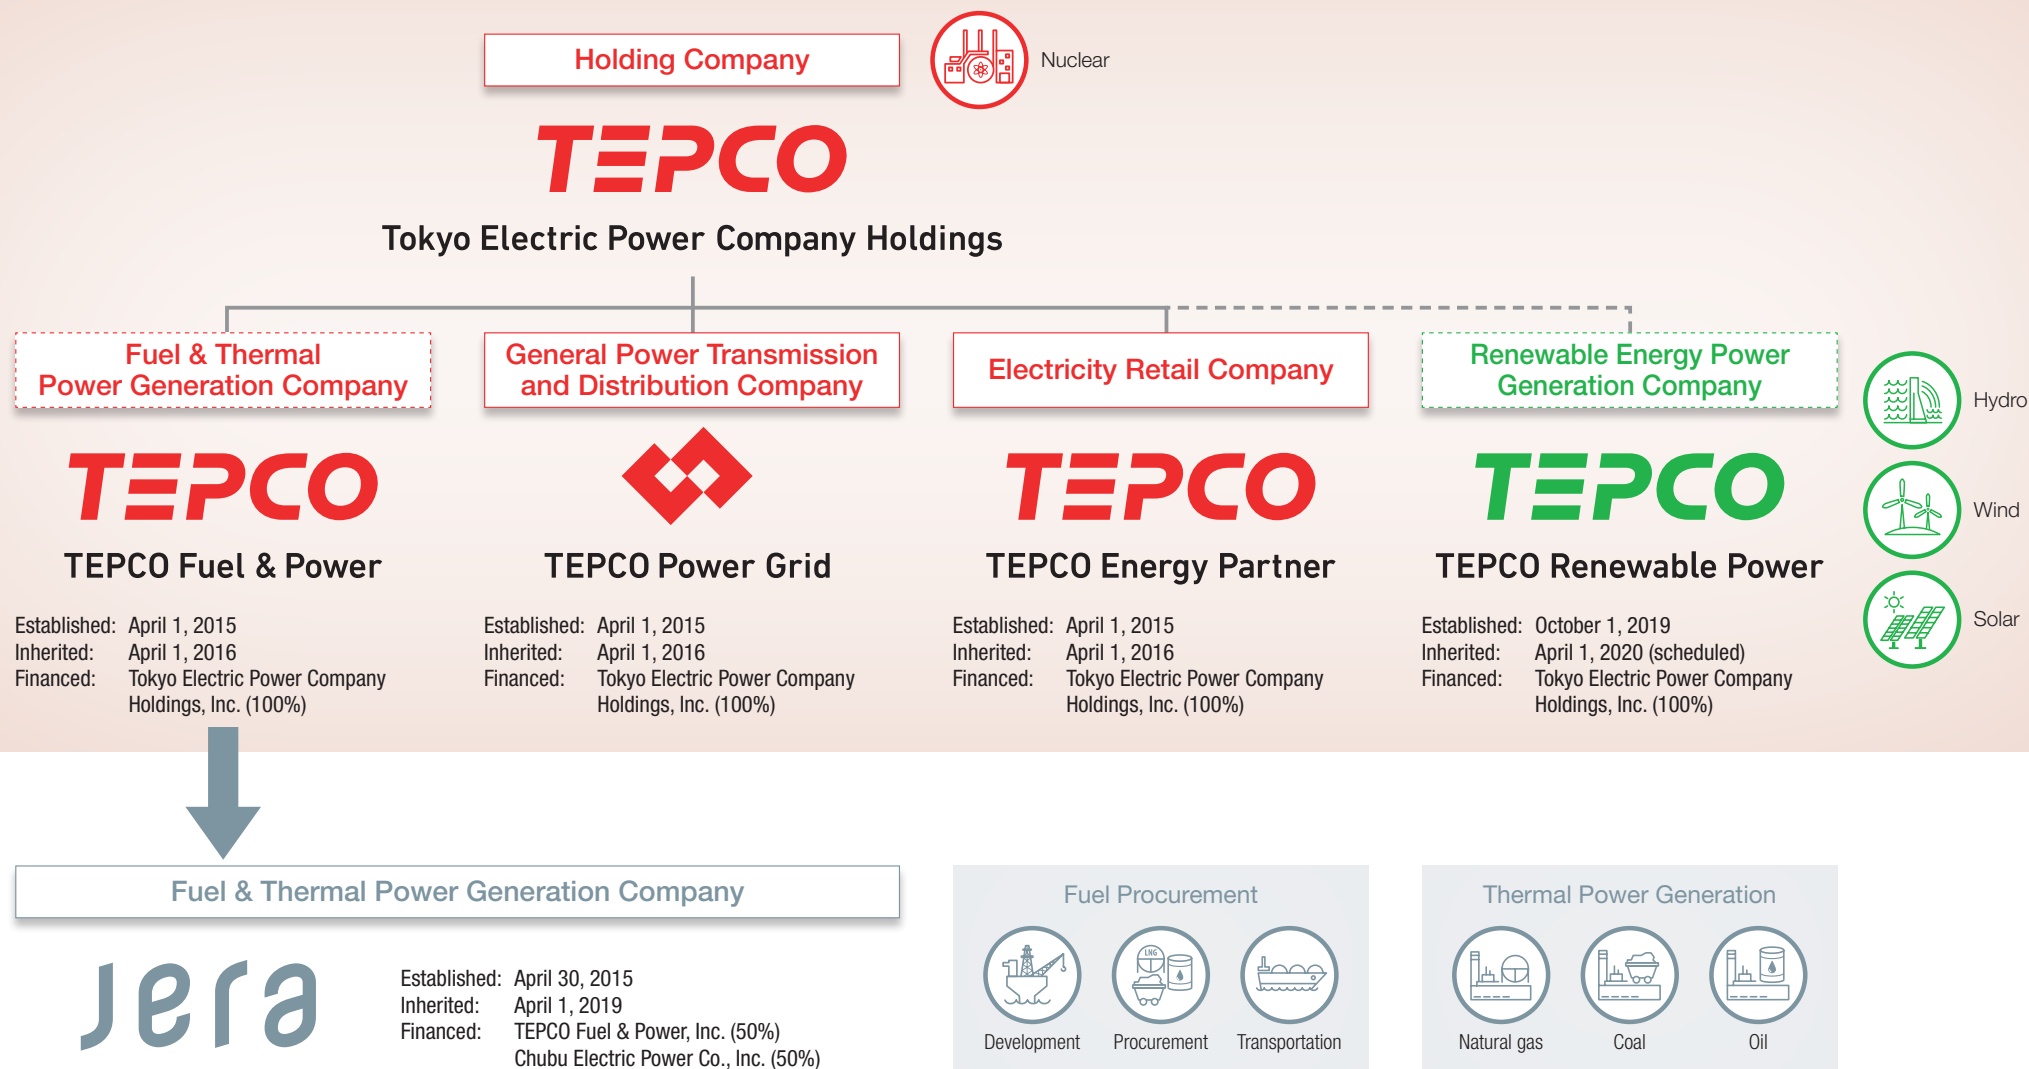 Holding Company
Nuclear
TEPCO
Tokyo Electric Power Company Holdings
Fuel & Thermal
Power Generation Company
TEPCO
TEPCO Fuel & Power
Established: April 1, 2015
Inherited: April 1, 2016
Financed: Tokyo Electric Power Company
Holdings, Inc. (100%)
General Power Transmission
and Distribution Company
TEPCO Power Grid
Established: April 1, 2015
Inherited: April 1, 2016
Financed: Tokyo Electric Power Company
Holdings, Inc. (100%)
Electricity Retail Company
TEPCO
TEPCO Energy Partner
Established: April 1, 2015
Inherited: April 1, 2016
Financed: Tokyo Electric Power Company
Holdings, Inc. (100%)
Renewable Energy Power
Generation Company
TEPCO
TEPCO Renewable Power
Established: October 1, 2019
Inherited: April 1, 2020 (scheduled)
Financed: Tokyo Electric Power Company
Holdings, Inc. (100%)
Hydro
Wind
Solar
Fuel & Thermal Power Generation Company
Jera
Established: April 30, 2015
Inherited: April 1, 2019
Financed: TEPCO Fuel & Power, Inc. (50%)
Chubu Electric Power Co., Inc. (50%)
Fuel Procurement
LNG
Development
Procurement
Transportation
Thermal Power Generation
Natural gas
Coal
Oil